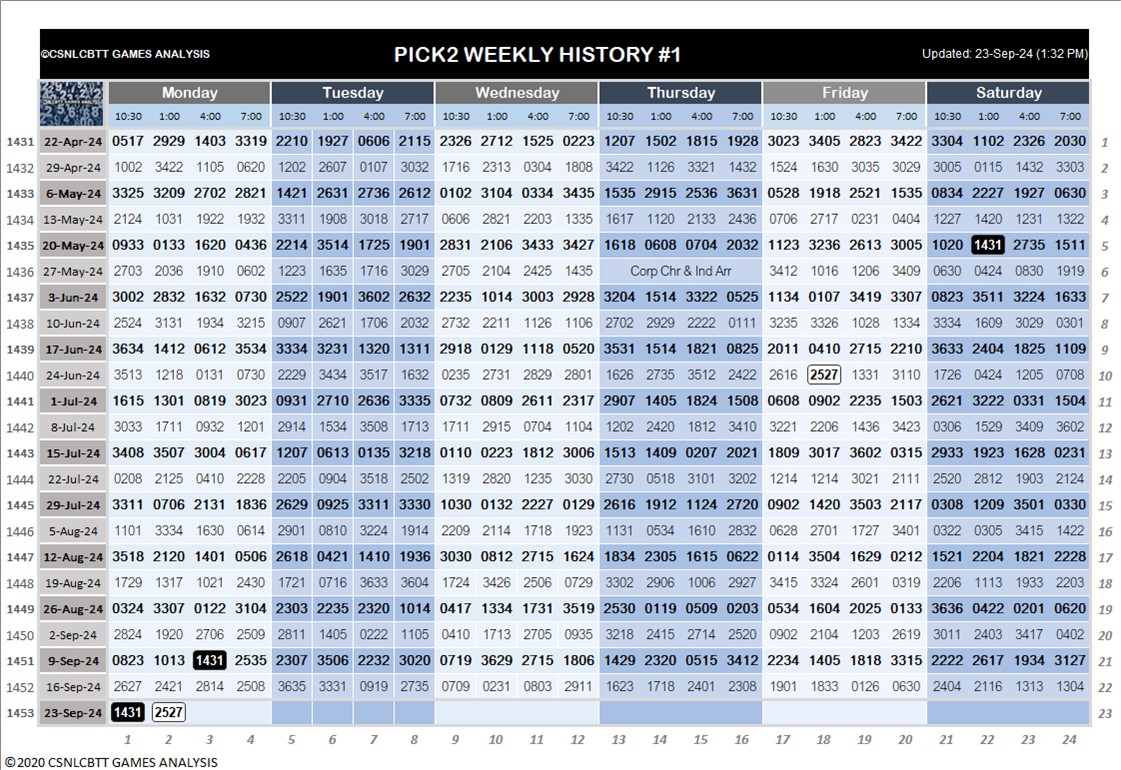 ©CSNLCBTT GAMES ANALYSIS PICK2 WEEKLY HISTORY #1 Updated: 23-Sep-24 (1:32 PM)
CSNLCBTT GAMES ANALYSIS Monday Tuesday Wednesday Thursday Friday Saturday
10:30 1:00 4:00 7:00 10:30 1:00 4:00 7:00 10:30 1:00 4:00 7:00 10:30 1:00 4:00 7:00 10:30 1:00 4:00 7:00 10:30 1:00 4:00 7:00
1431 22-Apr-24 0517 2929 1403 3319 2210 1927 0606 2115 2326 2712 1525 0223 1207 1502 1815 1928 3023 3405 2823 3422 3304 1102 2326 2030 1
1432 29-Apr-24 1002 3422 1105 0620 1202 2607 0107 3032 1716 2313 0304 1808 3422 1126 3321 1432 1524 1630 3035 3029 3005 0115 1432 3303 2
1433 6-May-24 3325 3209 2702 2821 1421 2631 2736 2612 0102 3104 0334 3435 1535 2915 2536 3631 0528 1918 2521 1535 0834 2227 1927 0630 3
1434 13-May-24 2124 1031 1922 1932 3311 1908 3018 2717 0606 2821 2203 1335 1617 1120 2133 2436 0706 2717 0231 0404 1227 1420 1231 1322 4
1435 20-May-24 0933 0133 1620 0436 2214 3514 1725 1901 2831 2106 3433 3427 1618 0608 0704 2032 1123 3236 2613 3005 1020 1431 2735 1511 5
1436 27-May-24 2703 2036 1910 0602 1223 1635 1716 3029 2705 2104 2425 1435 Corp Chr & Ind Arr 3412 1016 1206 3409 0630 0424 0830 1919 6
1437 3-Jun-24 3002 2832 1632 0730 2522 1901 3602 2632 2235 1014 3003 2928 3204 1514 3322 0525 1134 0107 3419 3307 0823 3511 3224 1633 7
1438 10-Jun-24 2524 3131 1934 3215 0907 2621 1706 2032 2732 2211 1126 1106 2702 2929 2222 0111 3235 3326 1028 1334 3334 1609 3029 0301 8
1439 17-Jun-24 3634 1412 0612 3534 3334 3231 1320 1311 2918 0129 1118 0520 3531 1514 1821 0825 2011 0410 2715 2210 3633 2404 1825 1109 9
1440 24-Jun-24 3513 1218 0131 0730 2229 3434 3517 1632 0235 2731 2829 2801 1626 2735 3512 2422 2616 2527 1331 3110 1726 0424 1205 0708 10
1441 1-Jul-24 1615 1301 0819 3023 0931 2710 2636 3335 0732 0809 2611 2317 2907 1405 1824 1508 0608 0902 2235 1503 2621 3222 0331 1504 11
1442 8-Jul-24 3033 1711 0932 1201 2914 1534 3508 1713 1711 2915 0704 1104 1202 2420 1812 3410 3221 2206 1436 3423 0306 1529 3409 3602 12
1443 15-Jul-24 3408 3507 3004 0617 1207 0613 0135 3218 0110 0223 1812 3006 1513 1409 0207 2021 1809 3017 3602 0315 2933 1923 1628 0231 13
1444 22-Jul-24 0208 2125 0410 2228 2205 0904 3518 2502 1319 2820 1235 3030 2730 0518 3101 3202 1214 1214 3021 2111 2520 2812 1903 2124 14
1445 29-Jul-24 3311 0706 2131 1836 2629 0925 3311 3330 1030 0132 2227 0129 2616 1912 1124 2720 0902 1420 3503 2117 0308 1209 3501 0330 15
1446 5-Aug-24 1101 3334 1630 0614 2901 0810 3224 1914 2209 2114 1718 1923 1131 0534 1610 2832 0628 2701 1727 3401 0322 0305 3415 1422 16
1447 12-Aug-24 3518 2120 1401 0506 2618 0421 1410 1936 3030 0812 2715 1624 1834 2305 1615 0622 0114 3504 1629 0212 1521 2204 1821 2228 17
1448 19-Aug-24 1729 1317 1021 2430 1721 0716 3633 3604 1724 3426 2506 0729 3302 2906 1006 2927 3415 3324 2601 0319 2206 1113 2933 2203 18
1449 26-Aug-24 0324 3307 0122 3104 2303 2235 2320 1014 0417 1334 1731 3519 2530 0119 0509 0203 0534 1604 2025 0133 3636 0422 0201 0620 19
1450 2-Sep-24 2824 1920 2706 2509 2811 1405 0222 1105 0410 1713 2705 0935 3218 2415 2714 2520 0902 2104 1203 2619 3011 2403 3417 0402 20
1451 9-Sep-24 0823 1013 1431 2535 2307 3506 2232 3020 0719 3629 2715 1806 1429 2320 0515 3412 2234 1405 1818 3315 2222 2617 1934 3127 21
1452 16-Sep-24 2627 2421 2814 2508 3635 3331 0919 2735 0709 0231 0803 2911 1623 1718 2401 2308 1901 1833 0126 0630 2404 2116 1313 1304 22
1453 23-Sep-24 1431 2527 23
1 2 3 4 5 6 7 8 9 10 11 12 13 14 15 16 17 18 19 20 21 22 23 24
©2020 CSNLCBTT GAMES ANALYSIS